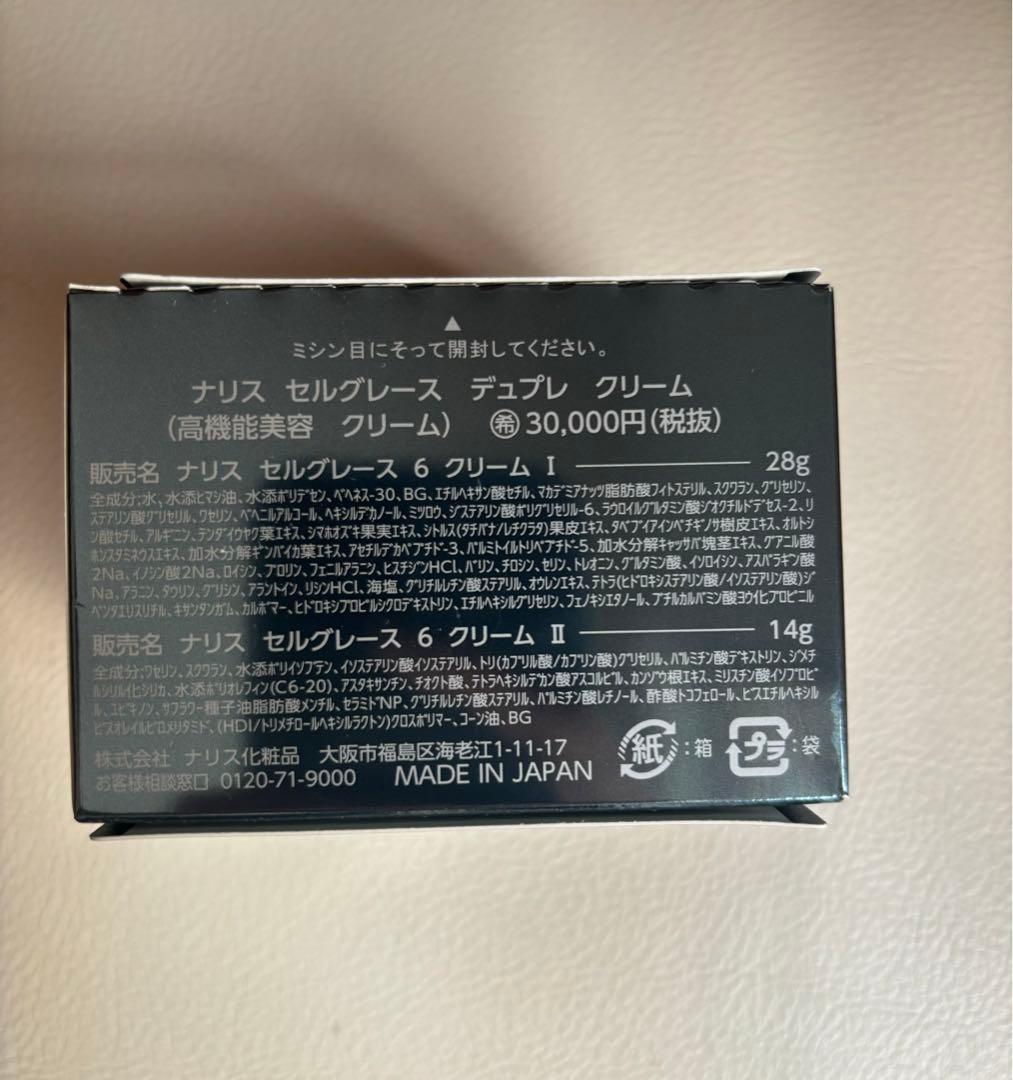 ▲
ミシン目にそって開封してください。
ナリス セルグレース デュプレ クリーム
(高機能美容 クリーム) ㊒30,000円(税抜)
販売名 ナリス セルグレース 6 クリーム Ⅰ 28g
全成分:水、水添ヒマシ油、水添ポリデセン、ベヘネス-30、BG、エチルヘキサン酸セチル、マカデミアナッツ脂肪酸フィトステリル、スクワラン、グリセリン、
ステアリン酸グリセリル、ワセリン、ベヘニルアルコール、ヘキシルデカノール、ミツロウ、ジステアリン酸ポリグリセリル-6、ラウロイルグルタミン酸ジオクチルドデセス-2、リ
ン酸セチル、アルギニン、テンダイウヤク葉エキス、シマホオズキ果実エキス、シトルス(タチバナ/レチクラタ)果皮エキス、タベブイアインペチギノサ樹皮エキス、オルトシ
ホンスタミネウスエキス、加水分解ギンバイカ葉エキス、アセチルデカペプチド-3、パルミトイルトリペプチド-5、加水分解キャッサバ塊茎エキス、グアニル酸
2Na、イノシン酸2Na、ロイシン、プロリン、フェニルアラニン、ヒスチジンHCl、バリン、チロシン、セリン、トレオニン、グルタミン酸、イソロイシン、アスパラギン酸
Na、アラニン、タウリン、グリシン、アラントイン、リシンHCl、海塩、グリチルレチン酸ステアリル、オウレンエキス、テトラ(ヒドロキシステアリン酸/イソステアリン酸)ジ
ペンタエリスリチル、キサンタンガム、カルボマー、ヒドロキシプロピルシクロデキストリン、エチルヘキシルグリセリン、フェノキシエタノール、ブチルカルバミン酸ヨウ化プロピニル
販売名 ナリス セルグレース 6 クリーム Ⅱ 14g
全成分:ワセリン、スクワラン、水添ポリイソブテン、イソステアリン酸イソステアリル、トリ(カプリル酸/カプリン酸)グリセリル、パルミチン酸デキストリン、ジメチ
ルシリル化シリカ、水添ポリオレフィン(C6-20)、アスタキサンチン、チオクト酸、テトラヘキシルデカン酸アスコルビル、カンゾウ根エキス、ミリスチン酸イソプロピ
ル、ユビキノン、サフラワー種子油脂肪酸メンチル、セラミドNP、グリチルレチン酸ステアリル、パルミチン酸レチノール、酢酸トコフェロール、ビスエチルヘキシル
ビスオレイルピロメリタミド、(HDI/トリメチロールヘキシルラクトン)クロスポリマー、コーン油、BG
株式会社 ナリス化粧品 大阪市福島区海老江1-11-17
お客様相談窓口 0120-71-9000 MADE IN JAPAN
紙:箱 プラ:袋